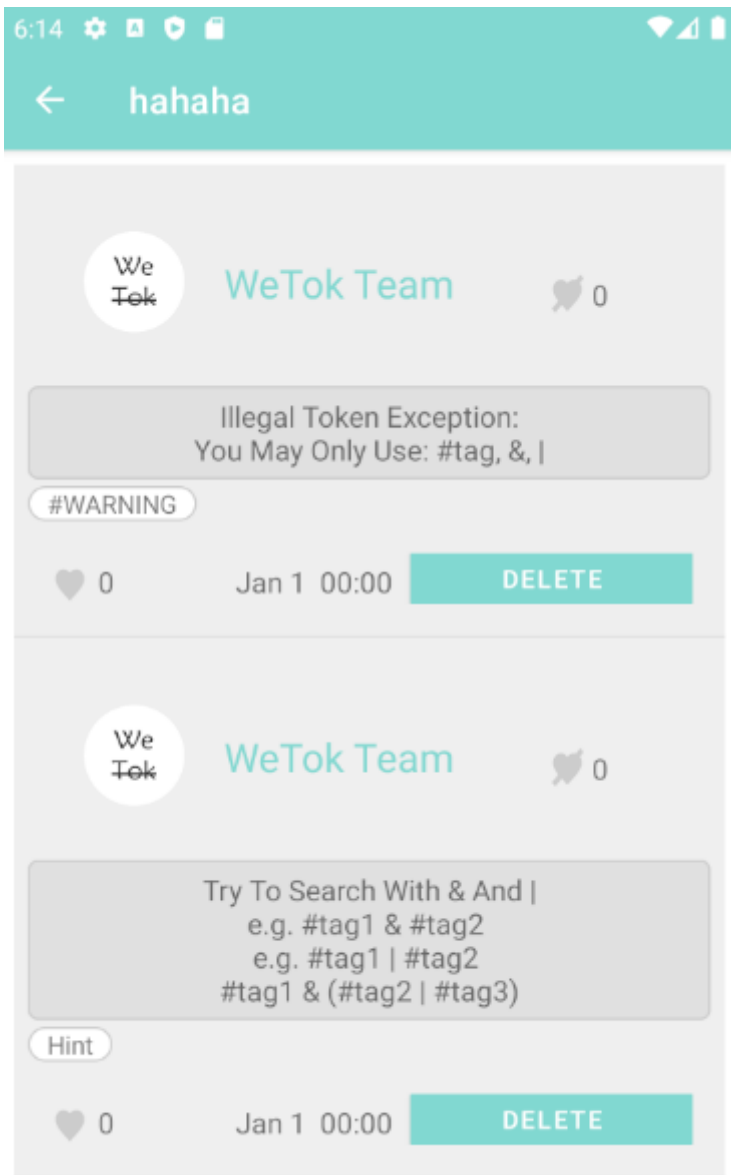 6:14
hahaha
We
Tok
WeTok Team
0
Illegal Token Exception:
You May Only Use: #tag, &, |
#WARNING
0 Jan 1 00:00 DELETE
We
Tok
WeTok Team
0
Try To Search With & And |
e.g. #tag1 & #tag2
e.g. #tag1 | #tag2
#tag1 & (#tag2 | #tag3)
Hint
0 Jan 1 00:00 DELETE